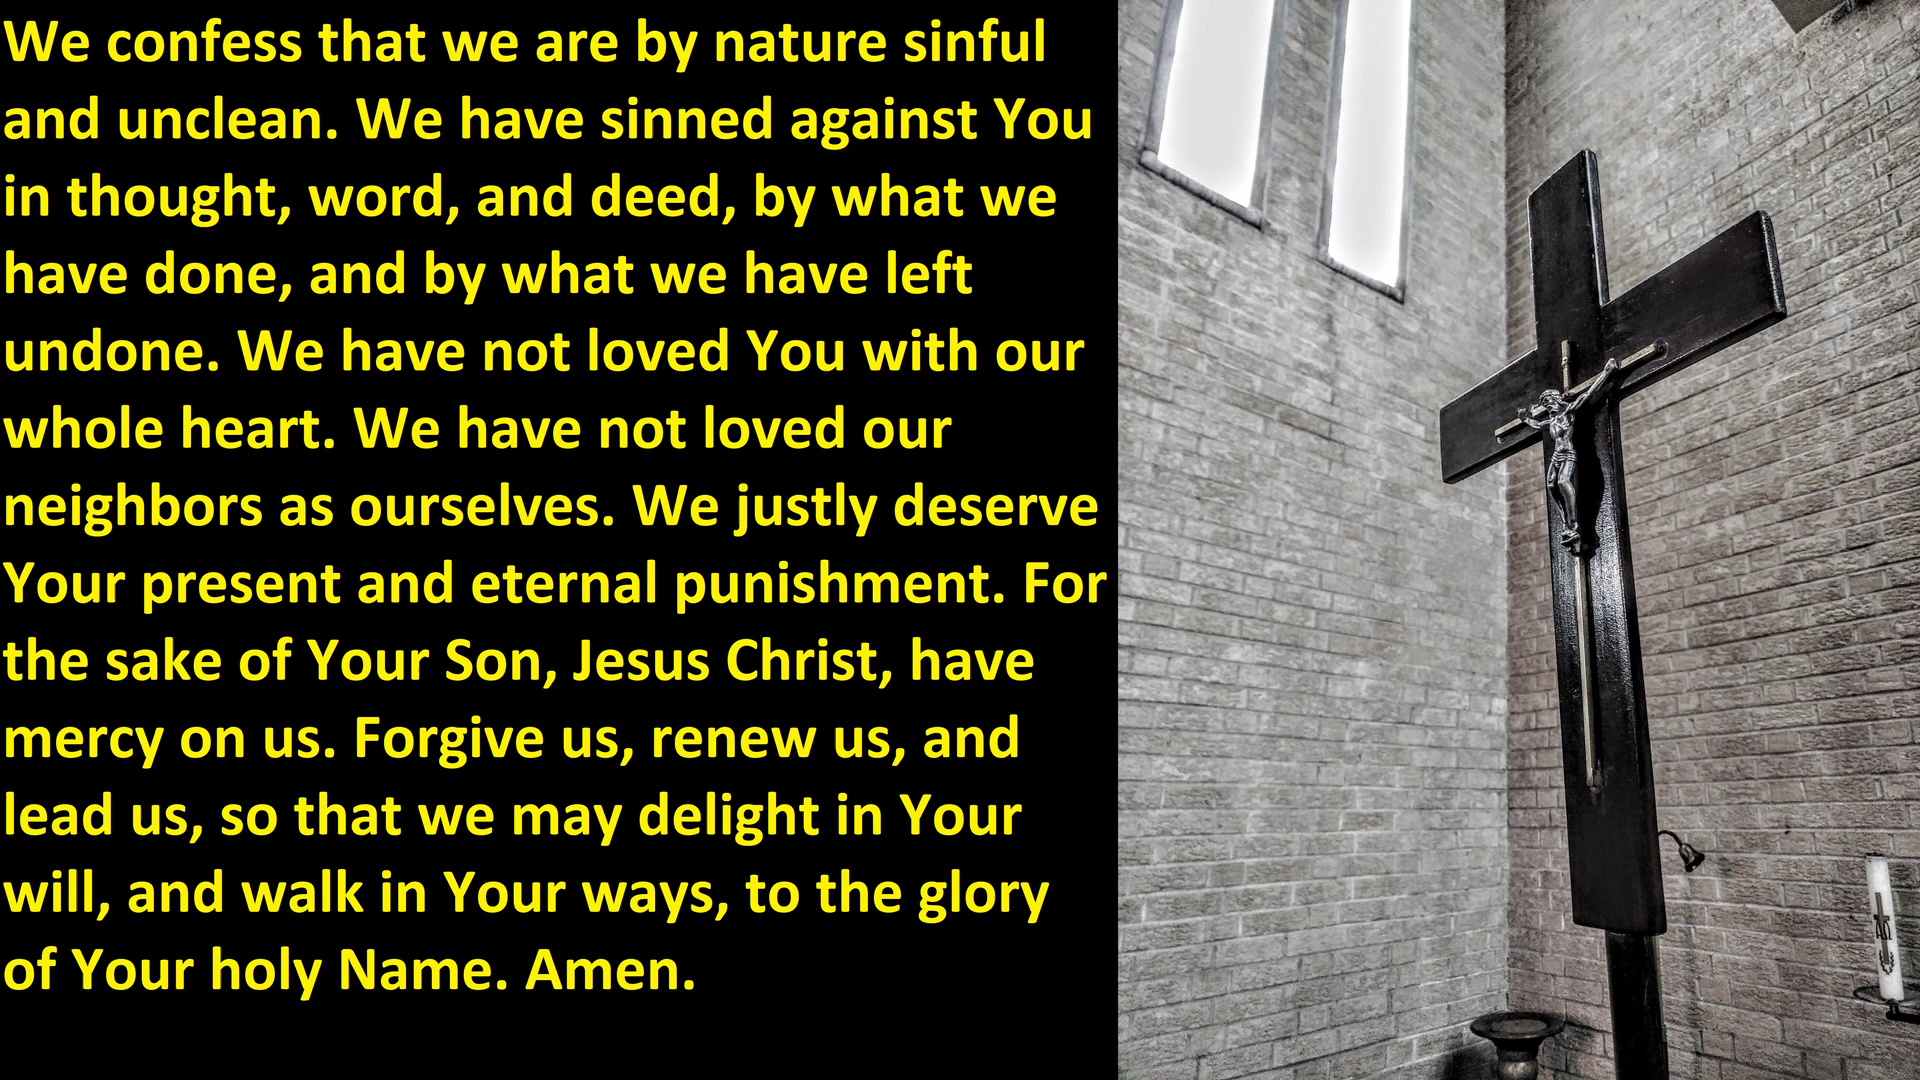 We confess that we are by nature sinful
and unclean. We have sinned against You
in thought, word, and deed, by what we
have done, and by what we have left
undone. We have not loved You with our
whole heart. We have not loved our
neighbors as ourselves. We justly deserve
Your present and eternal punishment. For
the sake of Your Son, Jesus Christ, have
mercy on us. Forgive us, renew us, and
lead us, so that we may delight in Your
will, and walk in Your ways, to the glory
of Your holy Name. Amen.